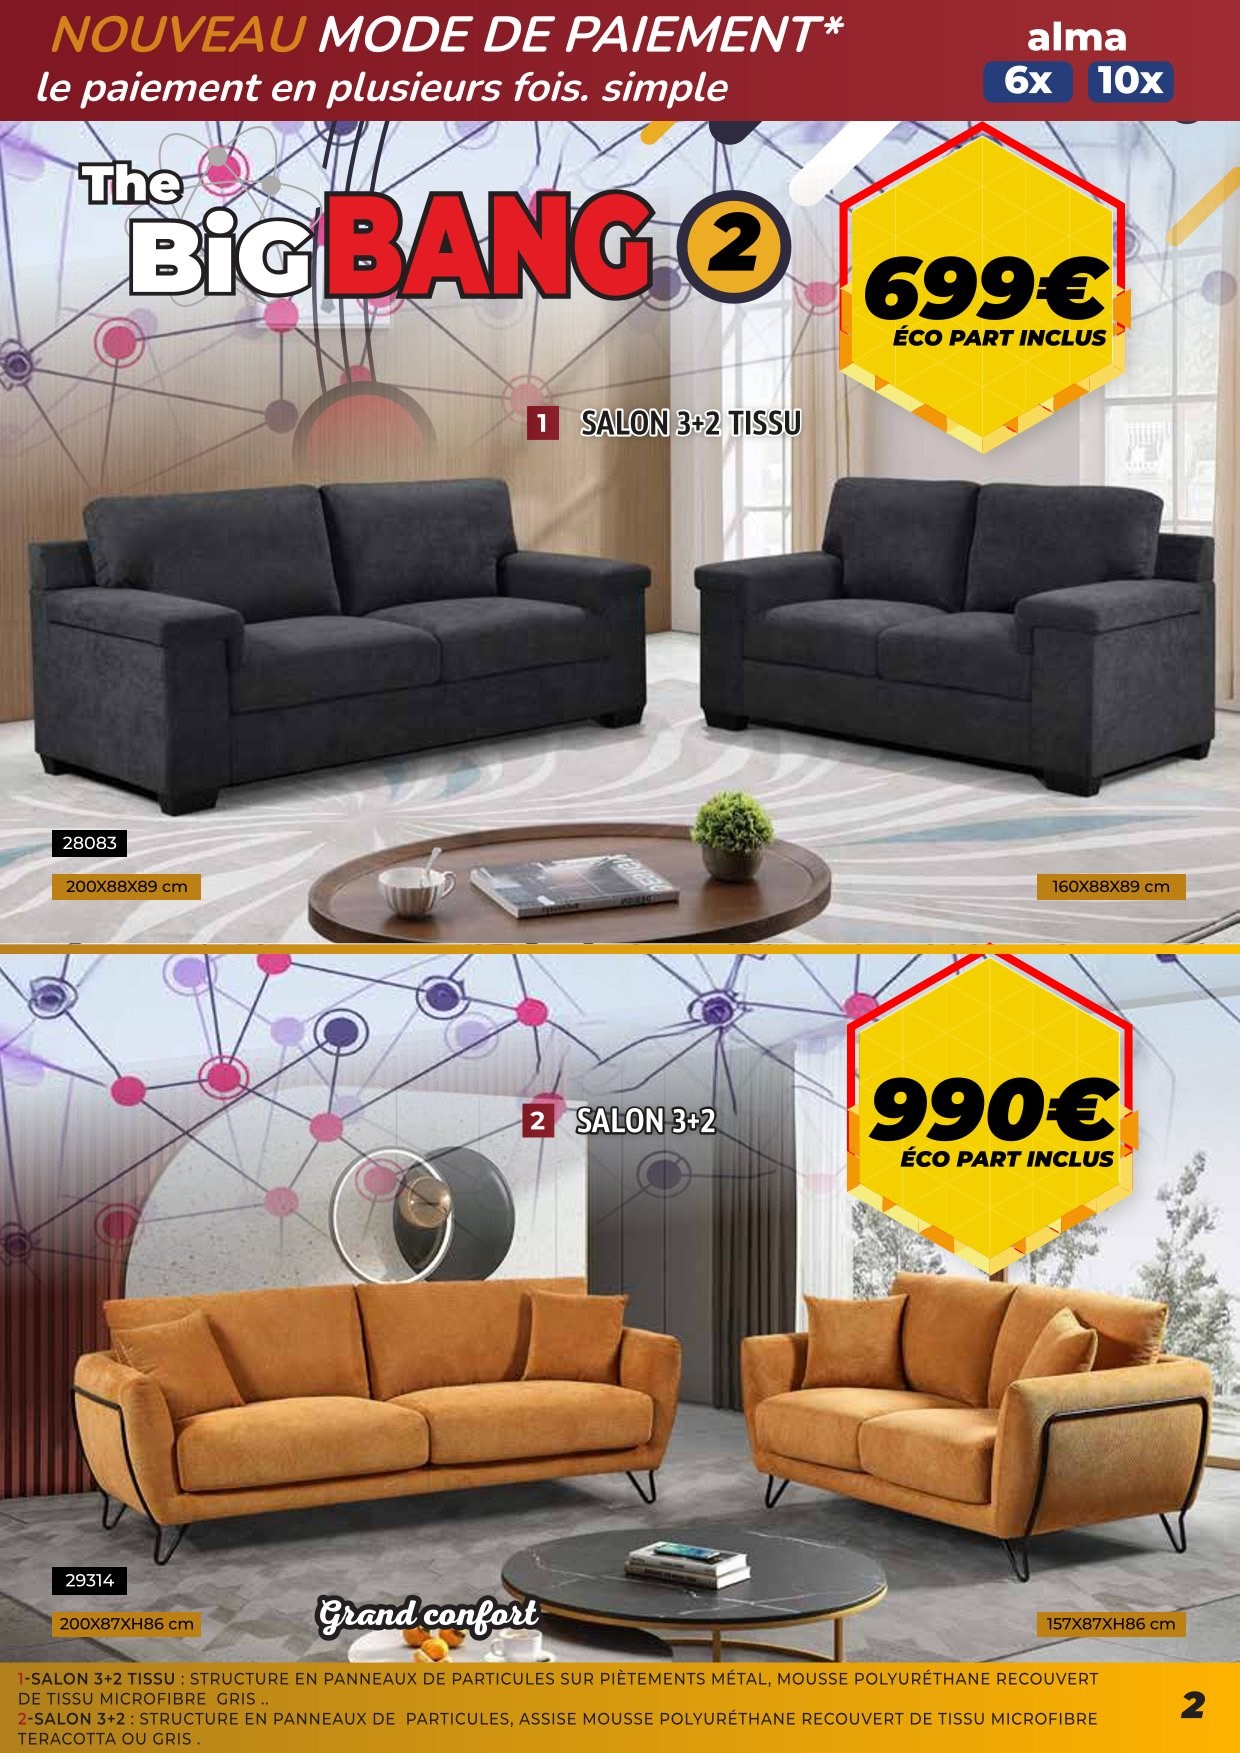 NOUVEAU MODE DE PAIEMENT*
le paiement en plusieurs fois. simple
alma
6x 10x
The
BiG BANG 2
699€
ÉCO PART INCLUS
1 SALON 3+2 TISSU
28083
200X88X89 cm
160X88X89 cm
990€
ÉCO PART INCLUS
2 SALON 3+2
29314
200X87XH86 cm
Grand confort
157X87XH86 cm
1-SALON 3+2 TISSU : STRUCTURE EN PANNEAUX DE PARTICULES SUR PIÈTEMENTS MÉTAL, MOUSSE POLYURÉTHANE RECOUVERT
DE TISSU MICROFIBRE GRIS ..
2-SALON 3+2 : STRUCTURE EN PANNEAUX DE PARTICULES, ASSISE MOUSSE POLYURÉTHANE RECOUVERT DE TISSU MICROFIBRE
TERACOTTA OU GRIS .
2